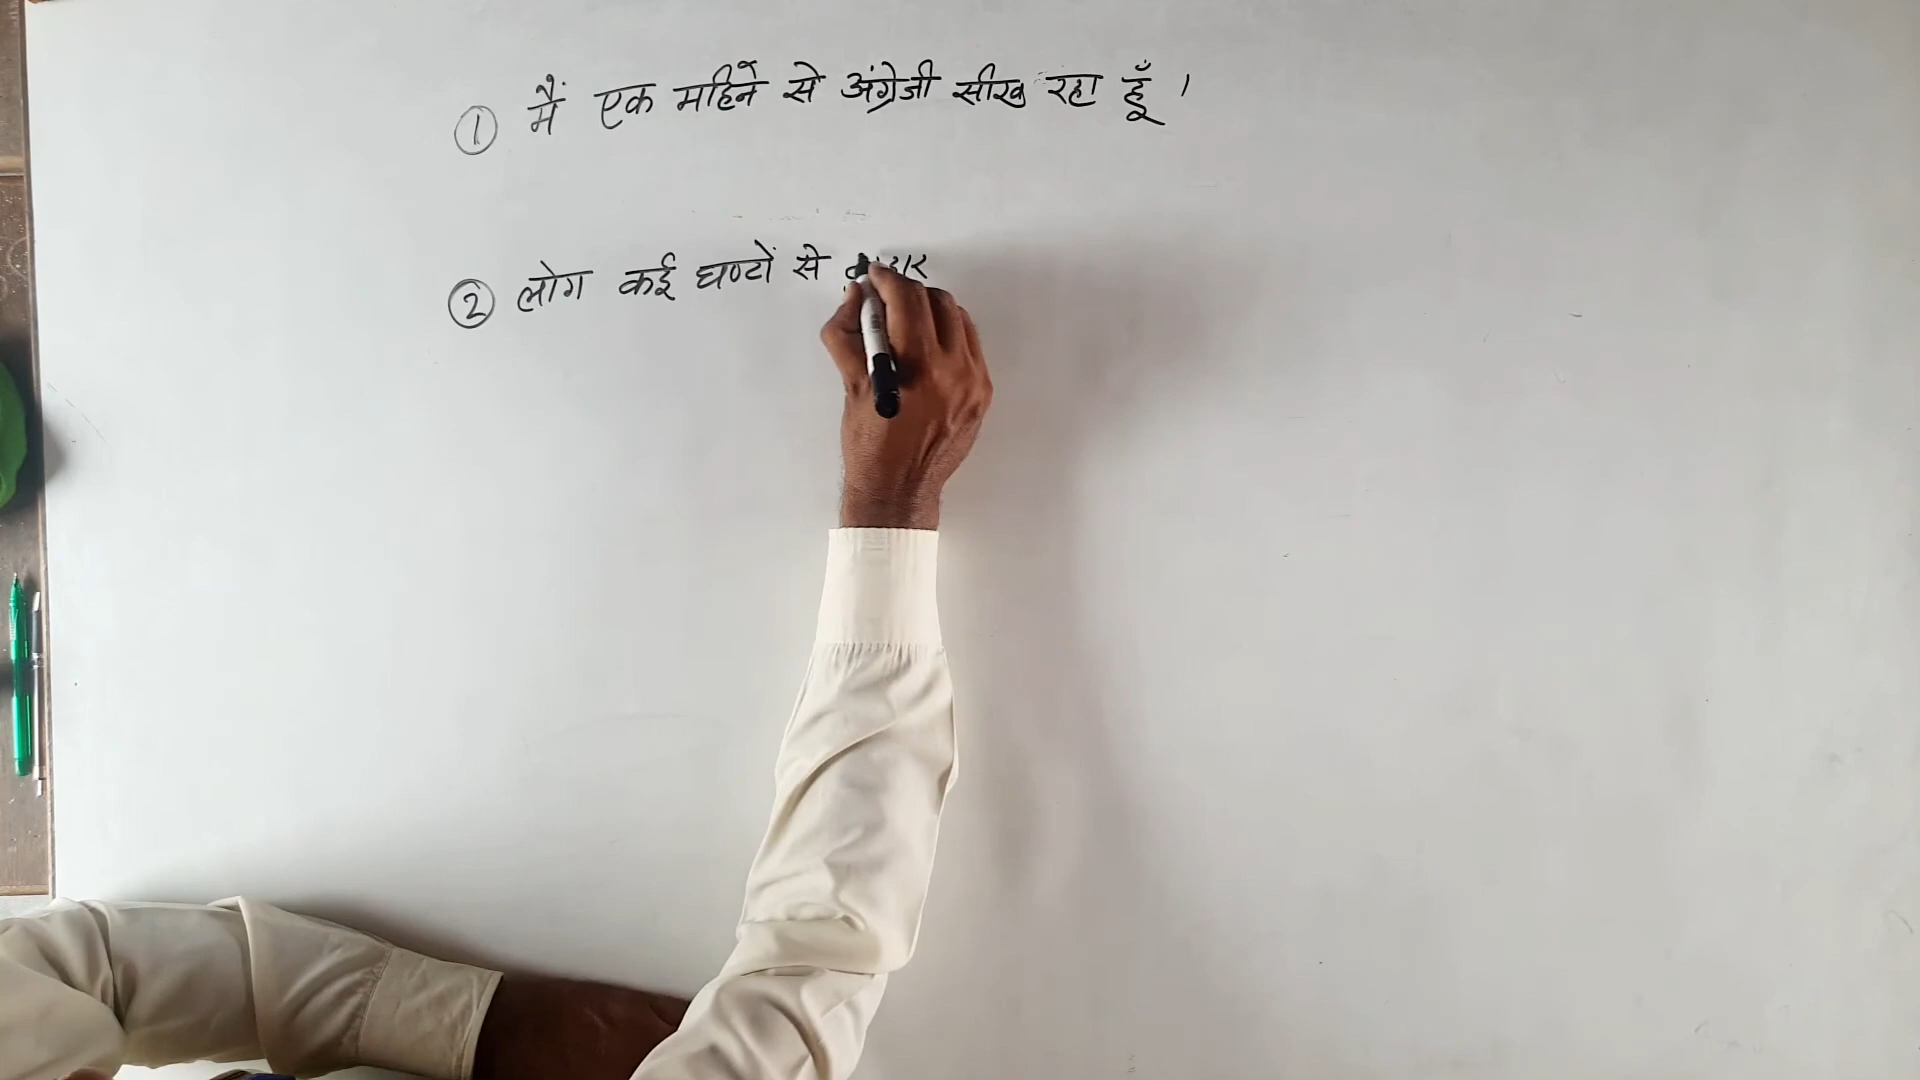 ① मैं एक महिने से अंग्रेजी सीख रहा हूँ ।
② लोग कई घण्टों से